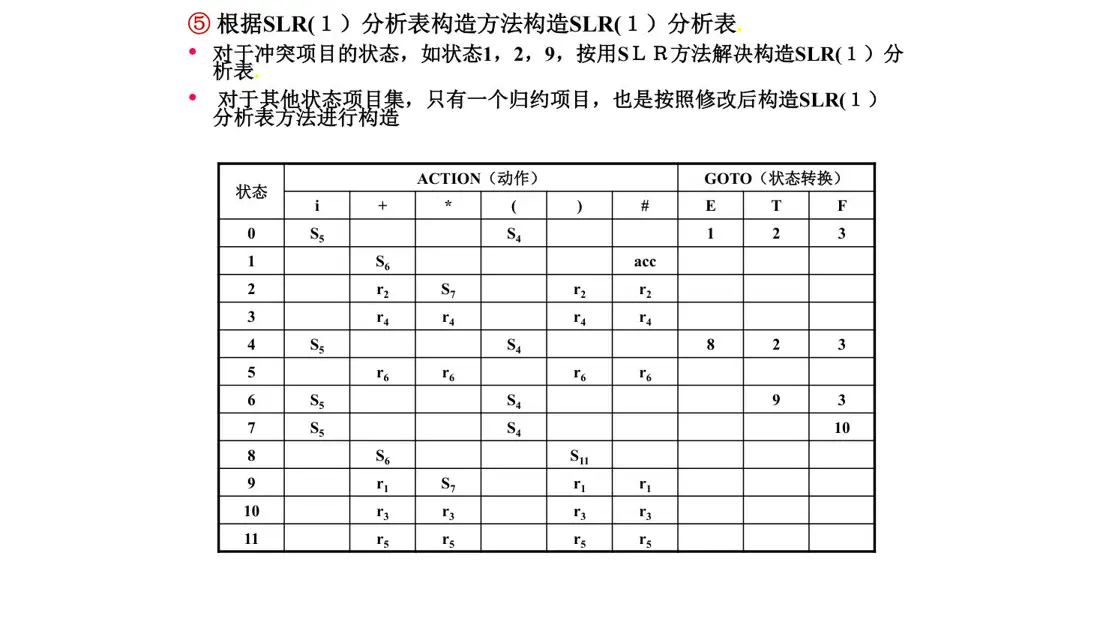 ⑤ 根据SLR(１）分析表构造方法构造SLR(１）分析表.
• 对于冲突项目的状态，如状态1，2，9，按用SＬＲ方法解决构造SLR(１）分
析表.
• 对于其他状态项目集，只有一个归约项目，也是按照修改后构造SLR(１）
分析表方法进行构造
状态 ACTION（动作） GOTO（状态转换）
i + * ( ) # E T F
0 S5 S4 1 2 3
1 S6 acc
2 r2 S7 r2 r2
3 r4 r4 r4 r4
4 S5 S4 8 2 3
5 r6 r6 r6 r6
6 S5 S4 9 3
7 S5 S4 10
8 S6 S11
9 r1 S7 r1 r1
10 r3 r3 r3 r3
11 r5 r5 r5 r5